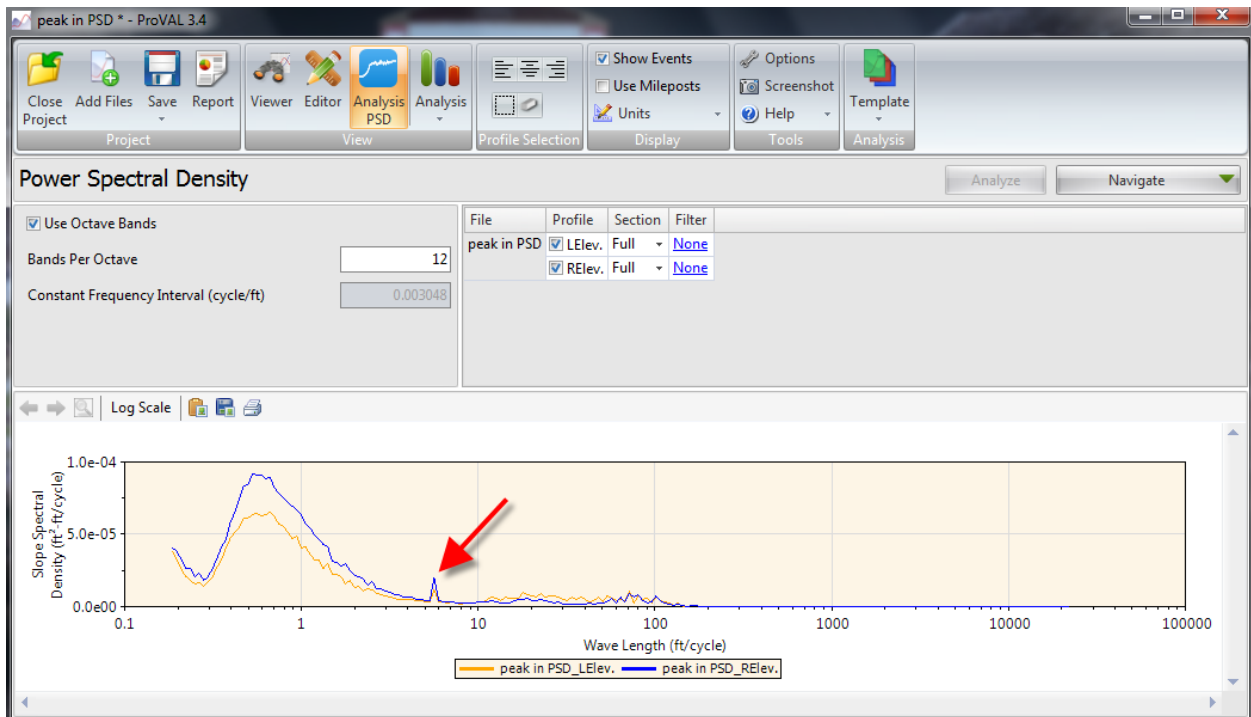 peak in PSD * - ProVAL 3.4
Close Project
Add Files
Save
Report
Project
Viewer
Editor
Analysis PSD
Analysis
View
Profile Selection
Show Events
Use Mileposts
Units
Display
Options
Screenshot
Help
Tools
Template
Analysis
Power Spectral Density
Analyze
Navigate
Use Octave Bands
Bands Per Octave 12
Constant Frequency Interval (cycle/ft) 0.003048
File Profile Section Filter
peak in PSD LElev. Full None
RElev. Full None
Log Scale
Slope Spectral
Density (ft²·ft/cycle)
1.0e-04
5.0e-05
0.0e00
0.1 1 10 100 1000 10000 100000
Wave Length (ft/cycle)
peak in PSD_LElev. peak in PSD_RElev.